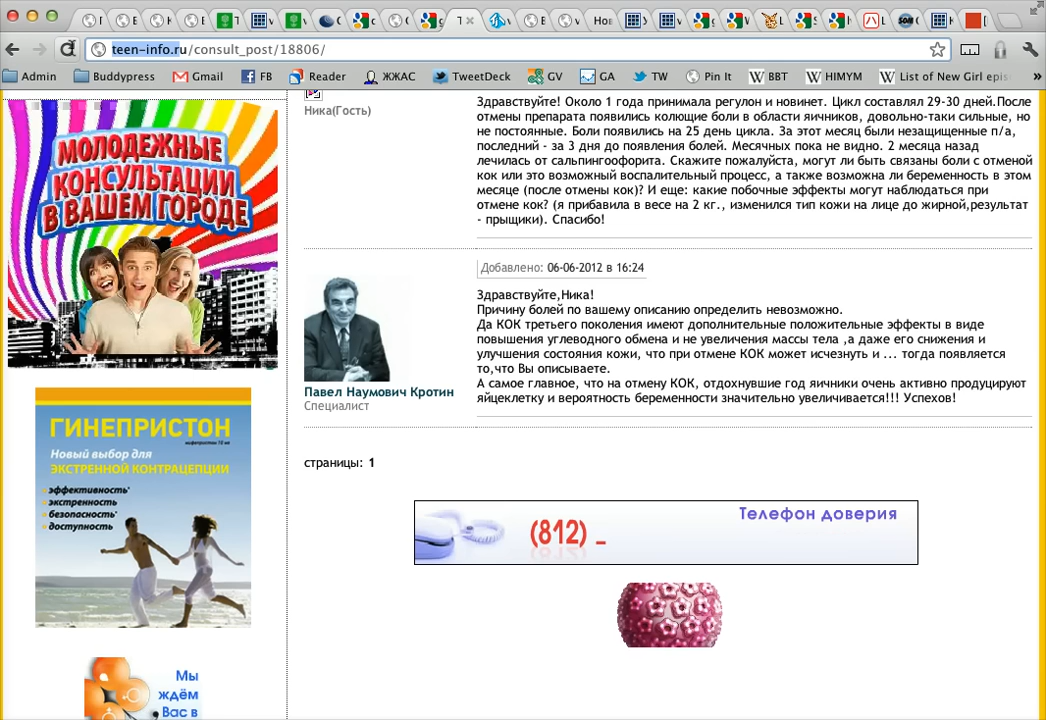 teen-info.ru/consult_post/18806/
Admin
Buddypress
Gmail
FB
Reader
ЖЖАС
TweetDeck
GV
GA
TW
Pin It
BBT
HIMYM
List of New Girl epis
»
МОЛОДЕЖНЫЕ
КОНСУЛЬТАЦИИ
В ВАШЕМ ГОРОДЕ
ГИНЕПРИСТОН
Новый выбор для
ЭКСТРЕННОЙ КОНТРАЦЕПЦИИ
эффективность*
экстренность
безопасность*
доступность
Мы
ждём
Вас в
Ника(Гость)
Здравствуйте! Около 1 года принимала регулон и новинет. Цикл составлял 29-30 дней.После
отмены препарата появились колющие боли в области яичников, довольно-таки сильные, но
не постоянные. Боли появились на 25 день цикла. За этот месяц были незащищенные п/а,
последний - за 3 дня до появления болей. Месячных пока не видно. 2 месяца назад
лечилась от сальпингоофорита. Скажите пожалуйста, могут ли быть связаны боли с отменой
кок или это возможный воспалительный процесс, а также возможна ли беременность в этом
месяце (после отмены кок)? И еще: какие побочные эффекты могут наблюдаться при
отмене кок? (я прибавила в весе на 2 кг., изменился тип кожи на лице до жирной,результат
- прыщики). Спасибо!
Добавлено: 06-06-2012 в 16:24
Павел Наумович Кротин
Специалист
Здравствуйте,Ника!
Причину болей по вашему описанию определить невозможно.
Да КОК третьего поколения имеют дополнительные положительные эффекты в виде
повышения углеводного обмена и не увеличения массы тела ,а даже его снижения и
улучшения состояния кожи, что при отмене КОК может исчезнуть и ... тогда появляется
то,что Вы описываете.
А самое главное, что на отмену КОК, отдохнувшие год яичники очень активно продуцируют
яйцеклетку и вероятность беременности значительно увеличивается!!! Успехов!
страницы: 1
(812) _
Телефон доверия